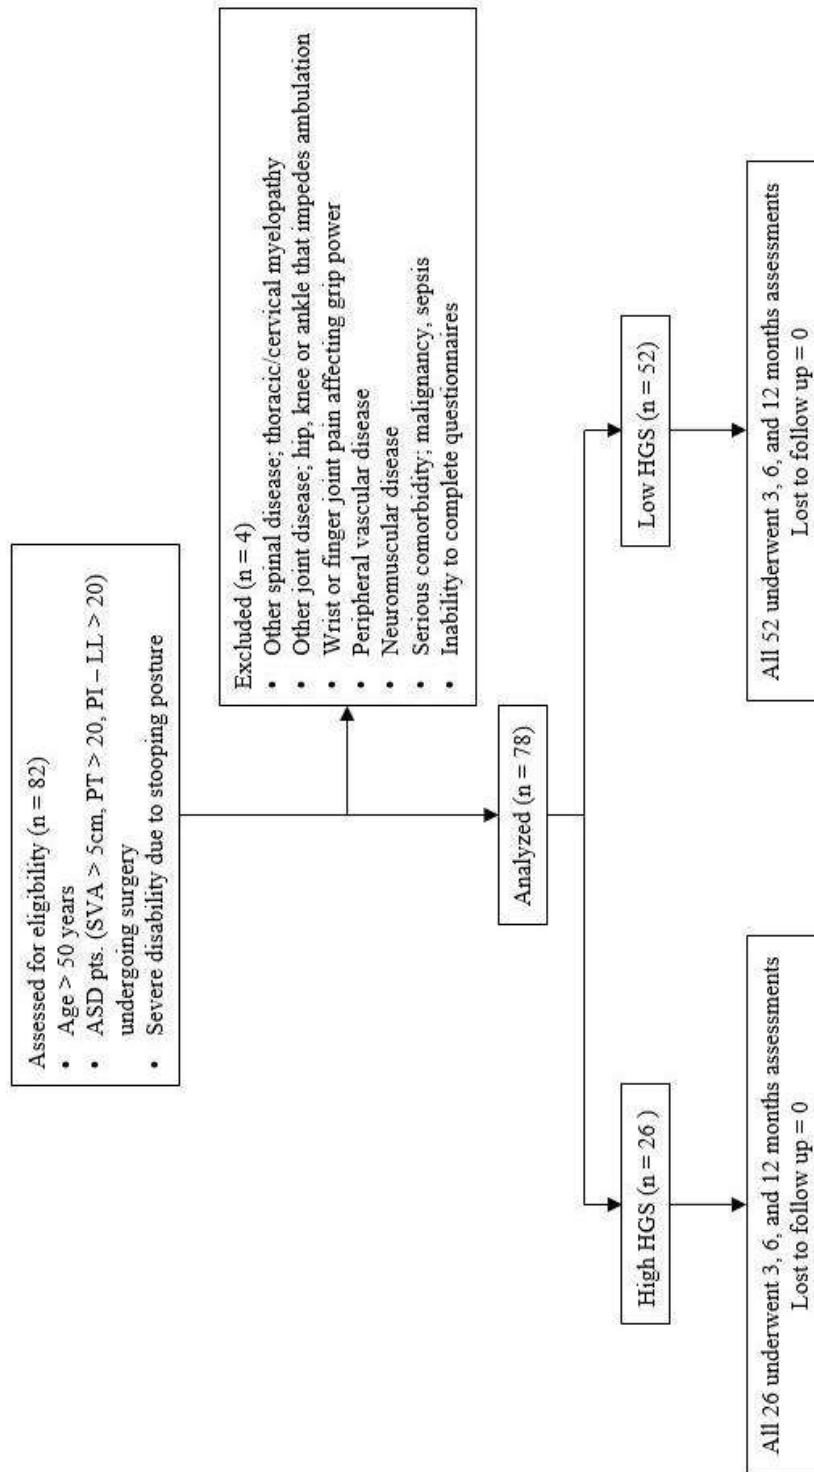 Assessed for eligibility (n = 82)
• Age > 50 years
• ASD pts. (SVA > 5cm, PT > 20, PI – LL > 20)
undergoing surgery
• Severe disability due to stooping posture
Excluded (n = 4)
• Other spinal disease; thoracic/cervical myelopathy
• Other joint disease; hip, knee or ankle that impedes ambulation
• Wrist or finger joint pain affecting grip power
• Peripheral vascular disease
• Neuromuscular disease
• Serious comorbidity; malignancy, sepsis
• Inability to complete questionnaires
Analyzed (n = 78)
High HGS (n = 26 )
Low HGS (n = 52)
All 26 underwent 3, 6, and 12 months assessments
Lost to follow up = 0
All 52 underwent 3, 6, and 12 months assessments
Lost to follow up = 0